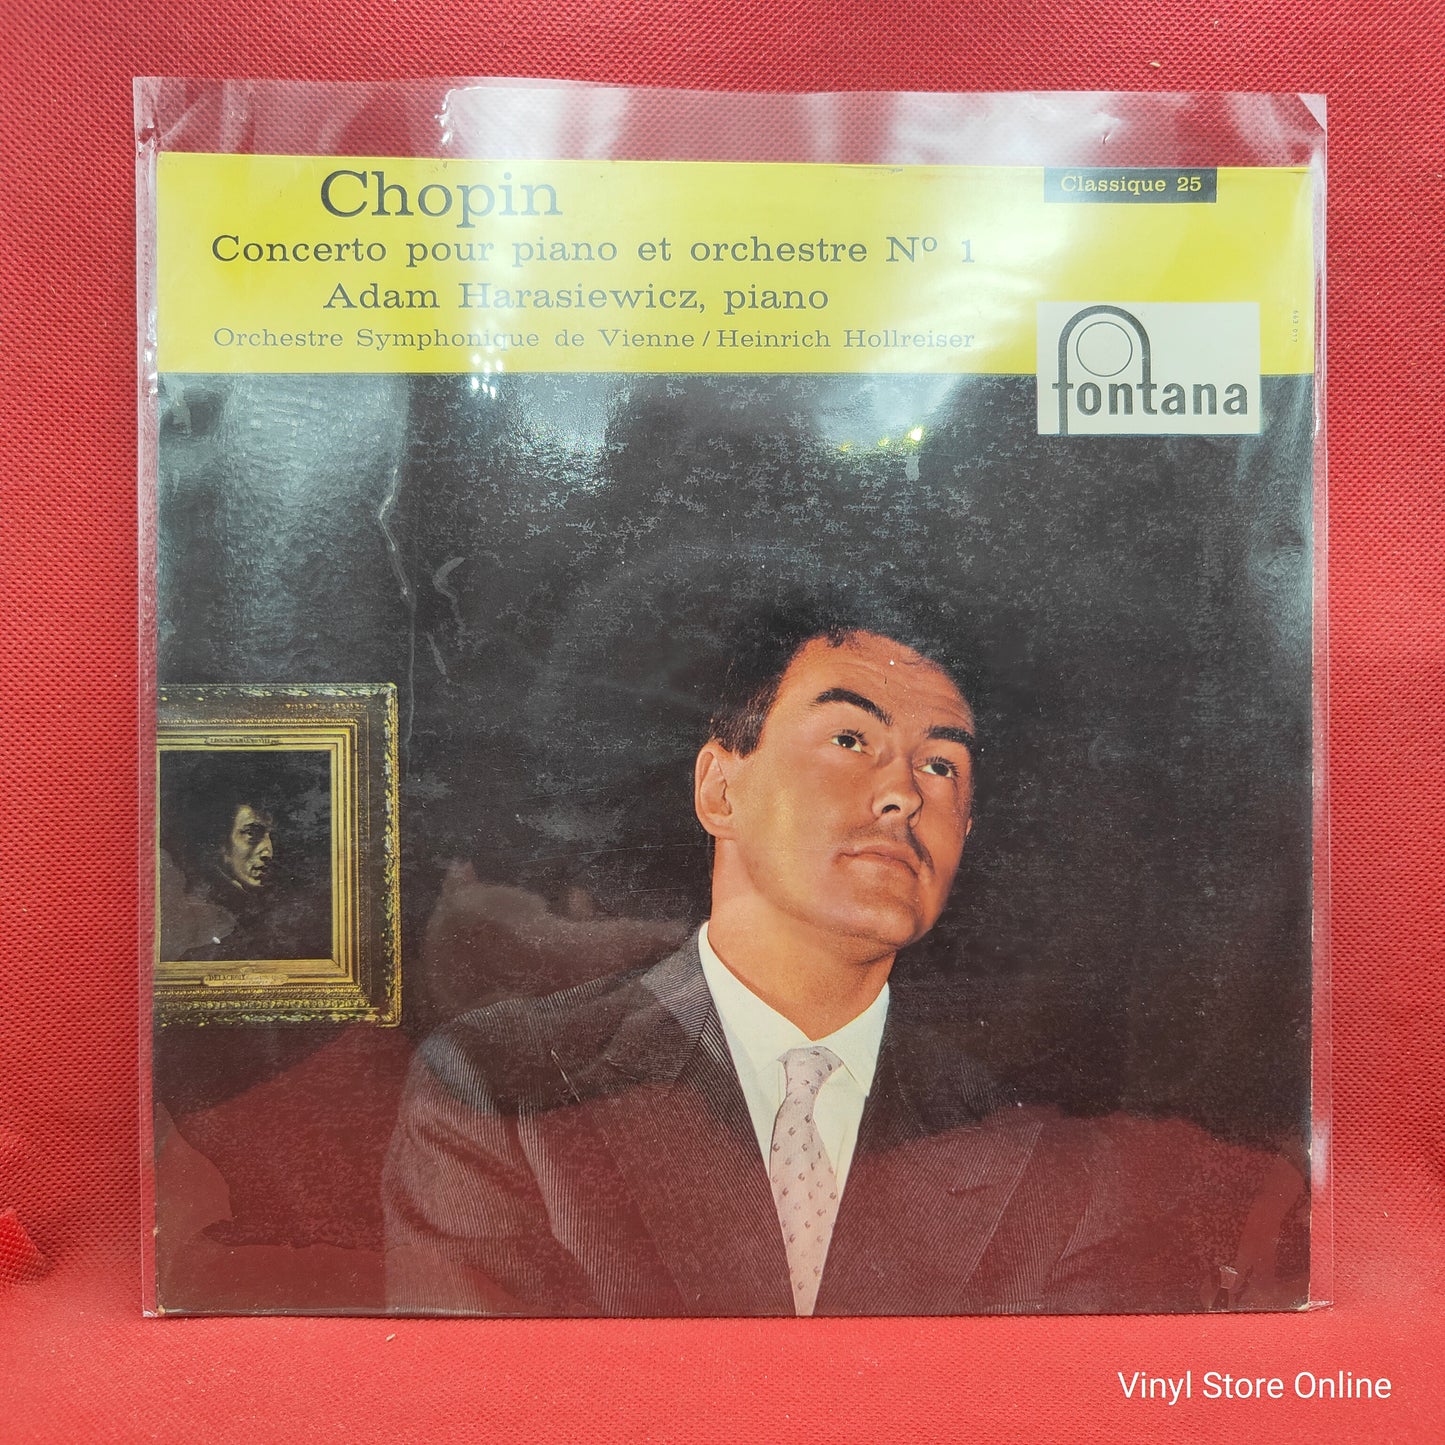 Chopin
Classique 25
Concerto pour piano et orchestre Nº 1
Adam Harasiewicz, piano
Orchestre Symphonique de Vienne / Heinrich Hollreiser
fontana
DELACROIX
Vinyl Store Online